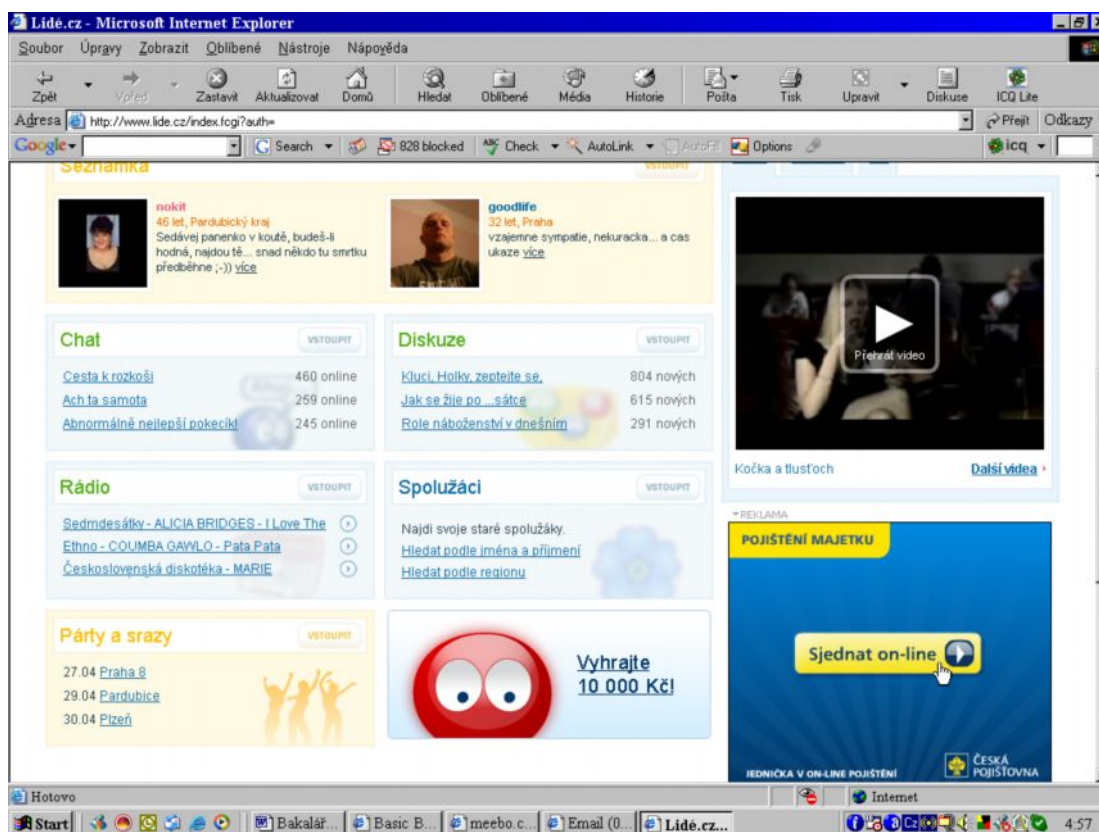 Lidé.cz - Microsoft Internet Explorer
Soubor Úpravy Zobrazit Oblíbené Nástroje Nápověda
Zpět Vpřed Zastavit Aktualizovat Domů Hledat Oblíbené Média Historie Pošta Tisk Upravit Diskuse ICQ Lite
Adresa http://www.lide.cz/index.fcgi?auth= Přejít Odkazy
Google Search 828 blocked ABC Check AutoLink AutoFill Options icq
Seznamka VSTOUPIT
nokit
46 let, Pardubický kraj
Sedávej panenko v koutě, budeš-li
hodná, najdou tě... snad někdo tu smrtku
předběhne ;-)) více
goodlife
32 let, Praha
vzajemne sympatie, nekuracka... a cas
ukaze více
Přehrát video
Kočka a tlusťoch Další videa
Chat VSTOUPIT
Cesta k rozkoši 460 online
Ach ta samota 259 online
Abnormálně nejlepší pokecíkl 245 online
Diskuze VSTOUPIT
Kluci, Holky, zeptejte se, 804 nových
Jak se žije po ...sátce 615 nových
Role náboženství v dnešním 291 nových
Rádio VSTOUPIT
Sedmdesátky - ALICIA BRIDGES - I Love The
Ethno - COUMBA GAWLO - Pata Pata
Československá diskotéka - MARIE
Spolužáci VSTOUPIT
Najdi svoje staré spolužáky.
Hledat podle jména a příjmení
Hledat podle regionu
REKLAMA
POJIŠTĚNÍ MAJETKU
Sjednat on-line
JEDNIČKA V ON-LINE POJIŠTĚNÍ
ČESKÁ
POJIŠŤOVNA
Párty a srazy VSTOUPIT
27.04 Praha 8
29.04 Pardubice
30.04 Plzeň
Vyhrajte
10 000 Kč!
Hotovo Internet
Start Bakalář... Basic B... meebo.c... Email (0... Lidé.cz... Cz 4:57